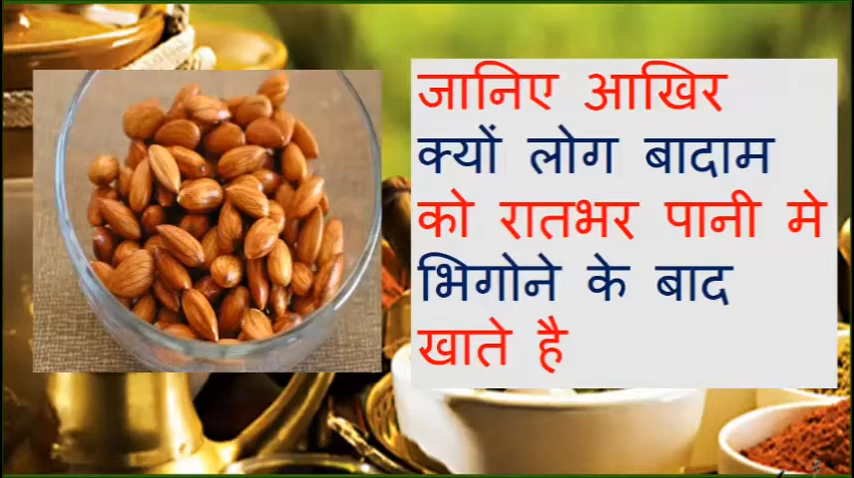 जानिए आखिर
क्यों लोग बादाम
को रातभर पानी मे
भिगोने के बाद
खाते है